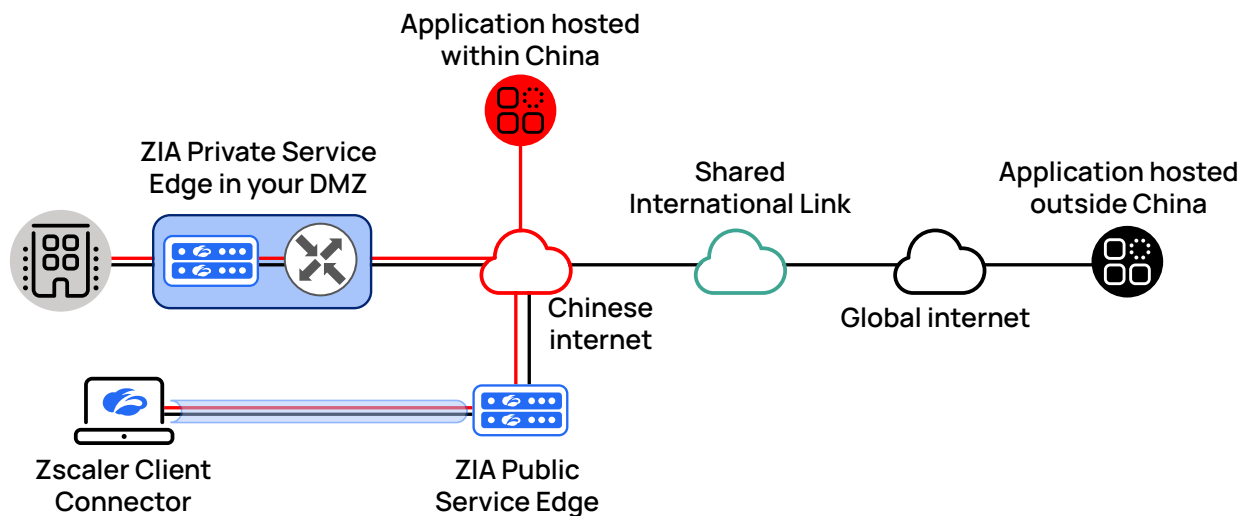 Application hosted
within China
ZIA Private Service
Edge in your DMZ
Shared
International Link
Application hosted
outside China
Chinese
internet
Global internet
Zscaler Client
Connector
ZIA Public
Service Edge